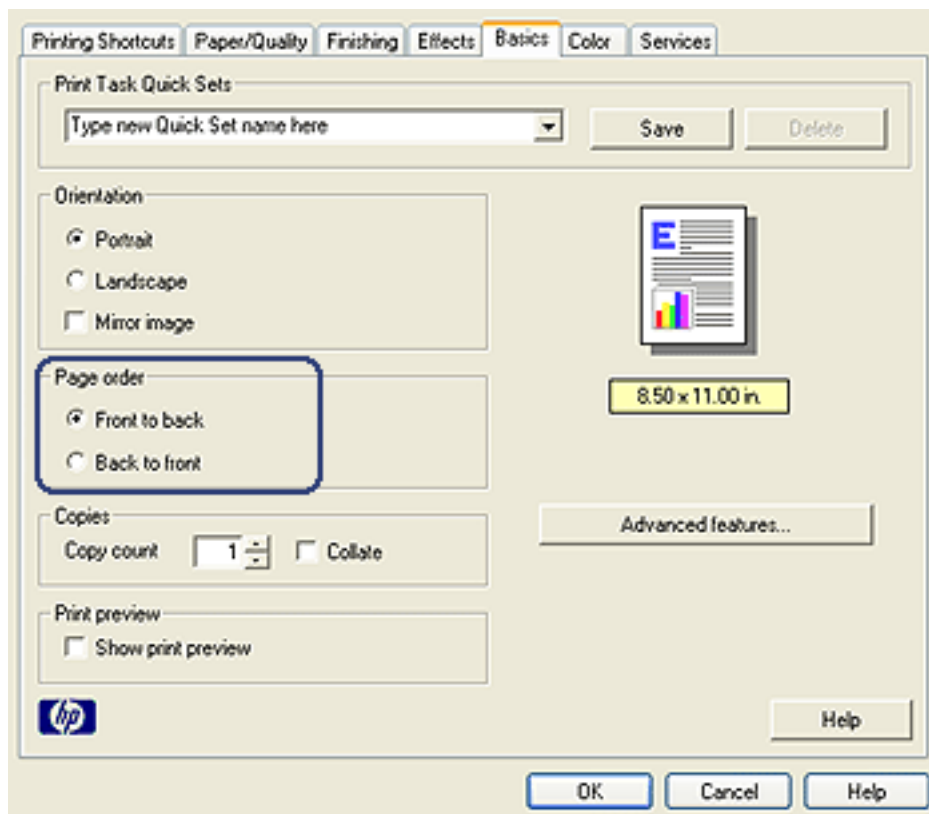 Printing Shortcuts Paper/Quality Finishing Effects Basics Color Services
Print Task Quick Sets
Type new Quick Set name here Save Delete
Orientation
Portrait
Landscape
Mirror image
E
8.50 x 11.00 in.
Page order
Front to back
Back to front
Copies
Copy count 1 Collate
Advanced features...
Print preview
Show print preview
hp
Help
OK Cancel Help